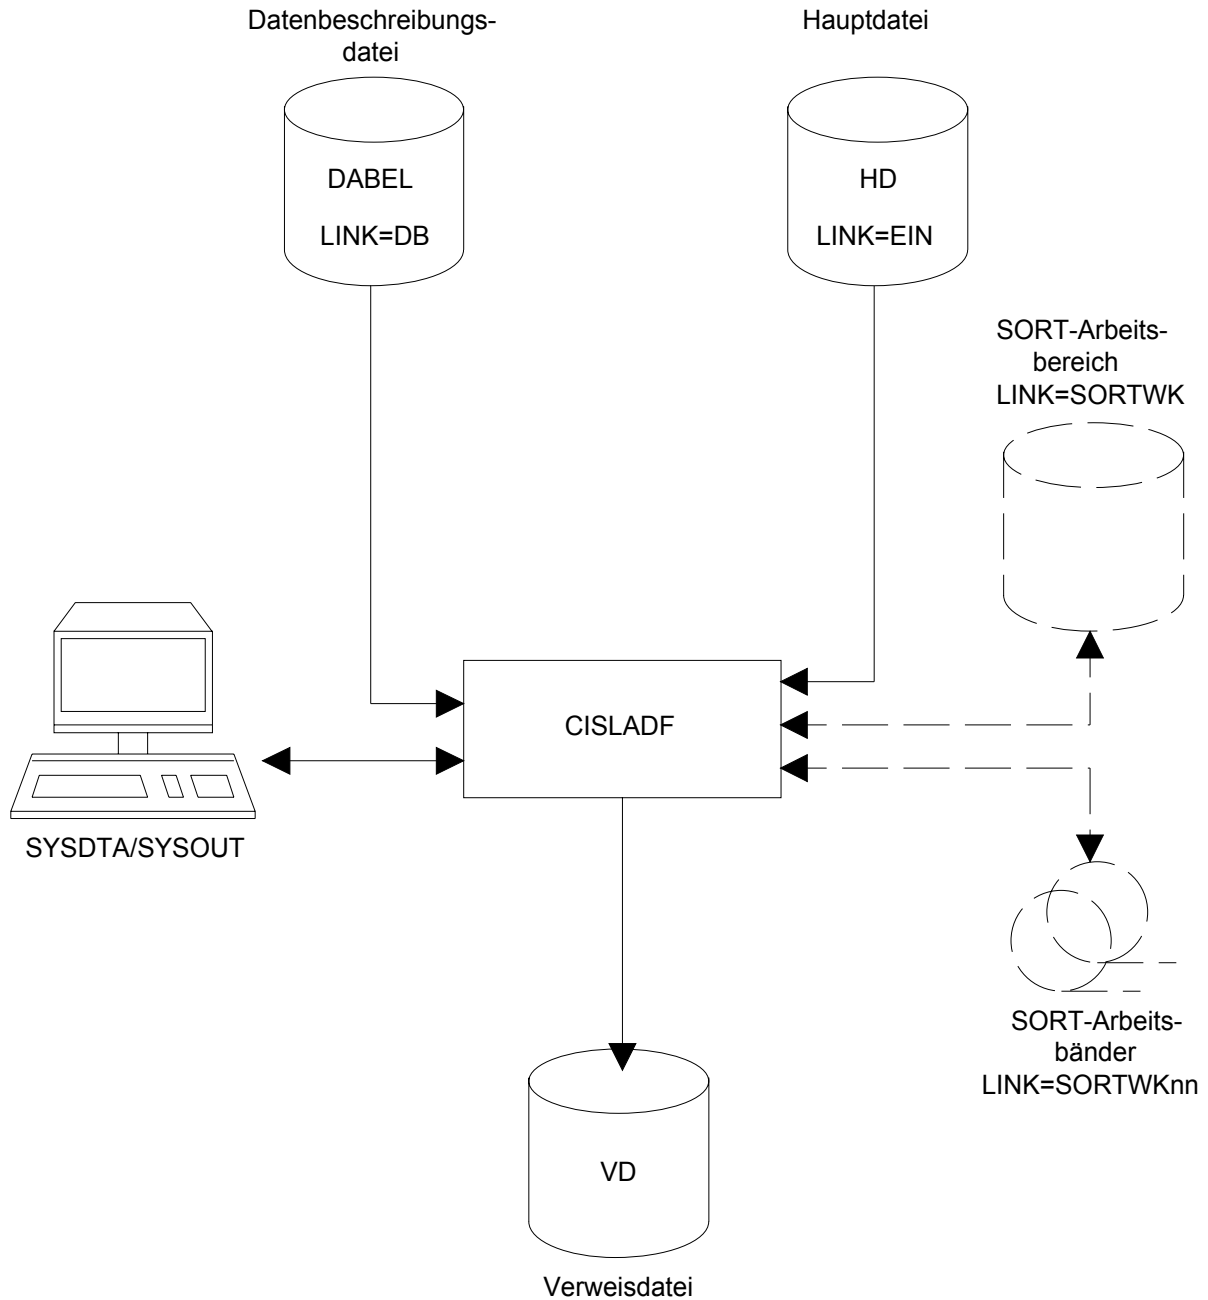 Datenbeschreibungs-
datei
Hauptdatei
DABEL
LINK=DB
HD
LINK=EIN
SORT-Arbeits-
bereich
LINK=SORTWK
CISLADF
SYSDTA/SYSOUT
SORT-Arbeits-
bänder
LINK=SORTWKnn
VD
Verweisdatei